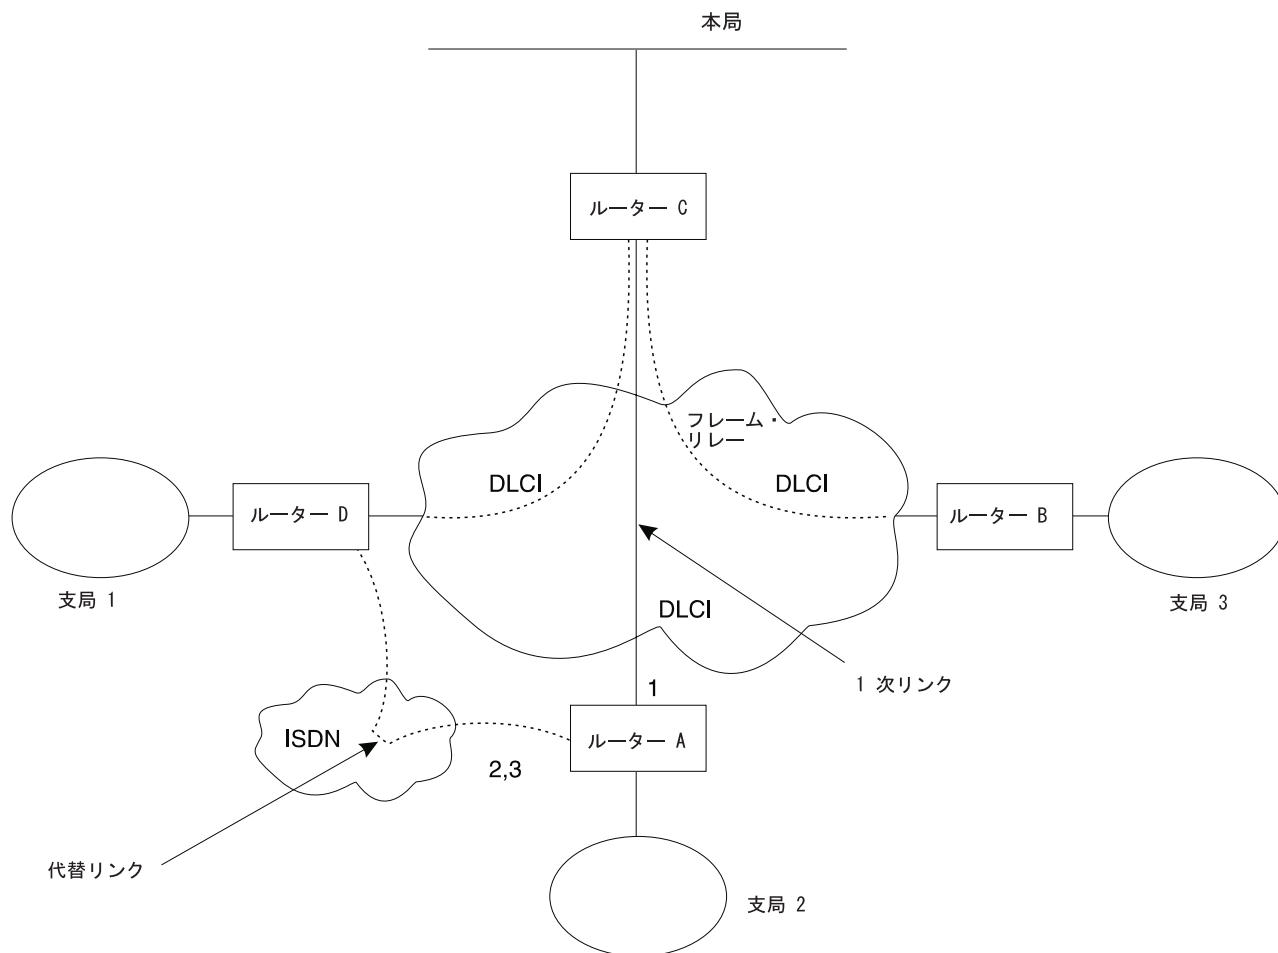 本局
ルーター C
フレーム・
リレー
DLCI
DLCI
ルーター D
ルーター B
支局 1
DLCI
支局 3
1 次リンク
1
ISDN
ルーター A
2,3
代替リンク
支局 2